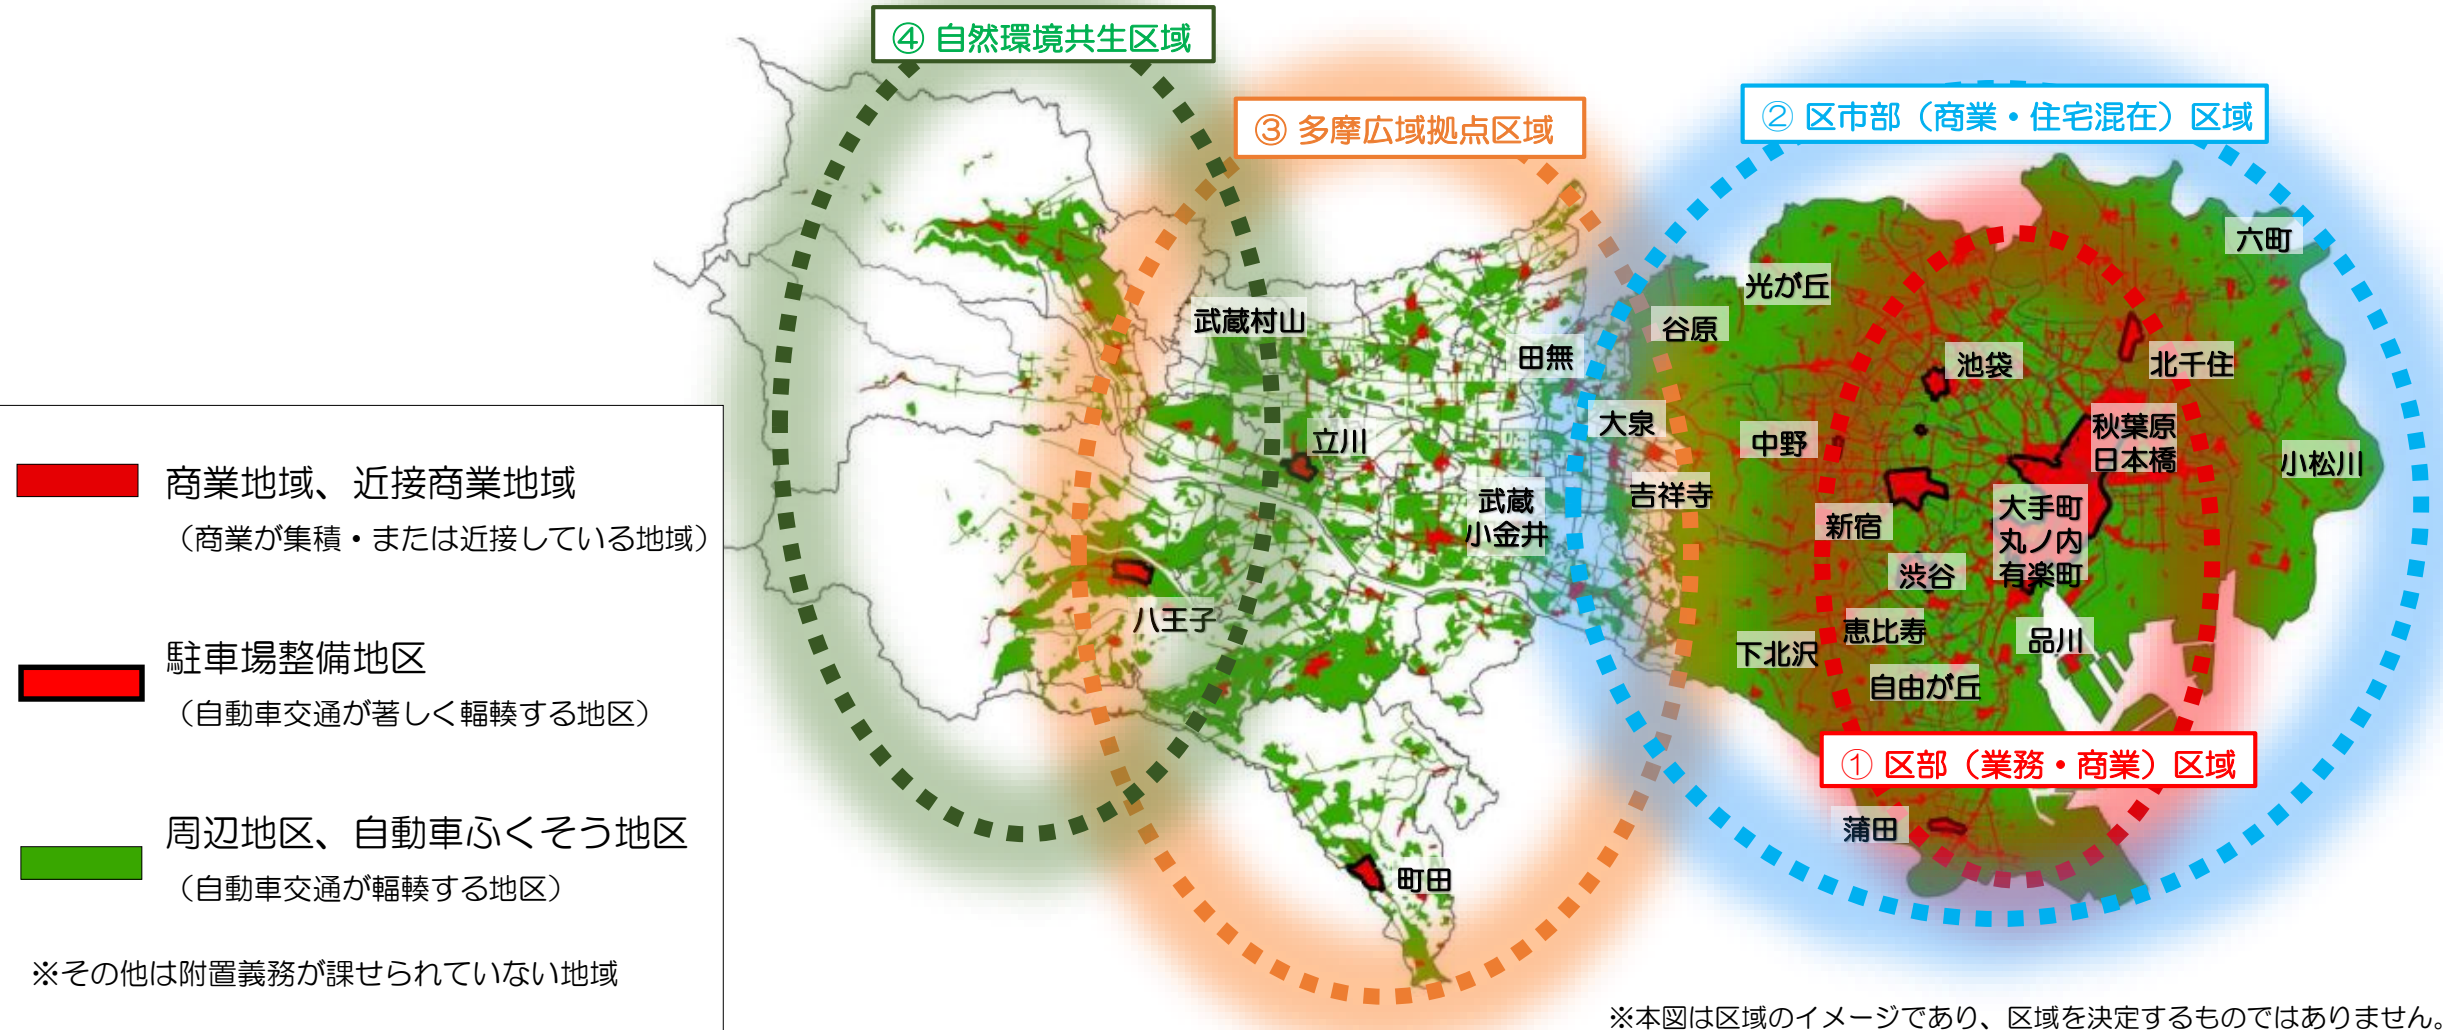 ④ 自然環境共生区域
③ 多摩広域拠点区域
② 区市部（商業・住宅混在）区域
六町
光が丘
武蔵村山
谷原
田無
池袋
北千住
大泉
立川
中野
秋葉原
日本橋
小松川
吉祥寺
武蔵
小金井
新宿
大手町
丸ノ内
有楽町
渋谷
八王子
恵比寿
品川
下北沢
自由が丘
① 区部（業務・商業）区域
蒲田
町田
商業地域、近接商業地域
（商業が集積・または近接している地域）
駐車場整備地区
（自動車交通が著しく輻輳する地区）
周辺地区、自動車ふくそう地区
（自動車交通が輻輳する地区）
※その他は附置義務が課せられていない地域
※本図は区域のイメージであり、区域を決定するものではありません。